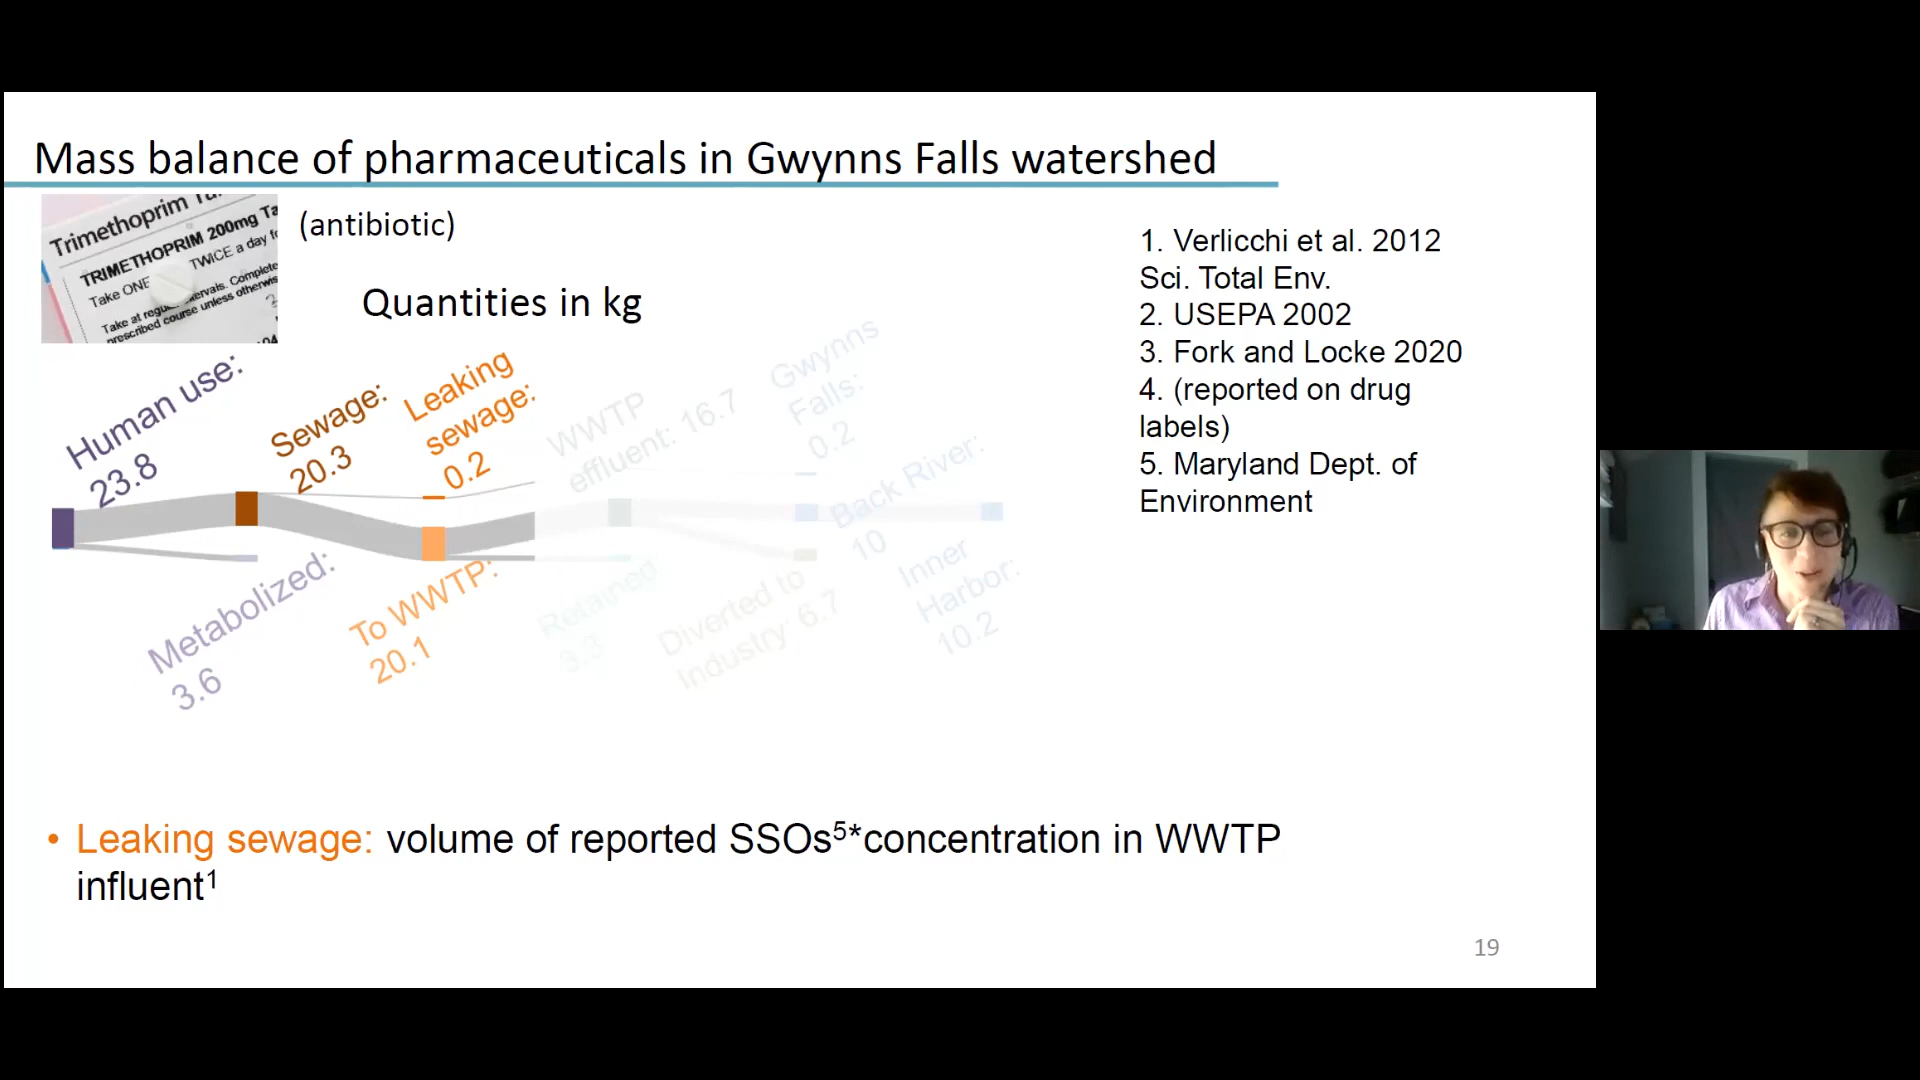 Mass balance of pharmaceuticals in Gwynns Falls watershed
Trimethoprim
TRIMETHOPRIM 200mg
Take ONE TWICE a day
Take at Complete
prescribed course unless
(antibiotic)
Quantities in kg
Human use:
23.8
Sewage:
20.3
Leaking
sewage:
0.2
WWTP
effluent: 16.7
Gwynns
Falls:
0.2
Back River:
10
Inner
Harbor:
10.2
Metabolized:
3.6
To WWTP:
20.1
Retained
3.3
Diverted to
Industry: 6.7
1. Verlicchi et al. 2012
Sci. Total Env.
2. USEPA 2002
3. Fork and Locke 2020
4. (reported on drug
labels)
5. Maryland Dept. of
Environment
• Leaking sewage: volume of reported SSOs⁵*concentration in WWTP
influent¹
19